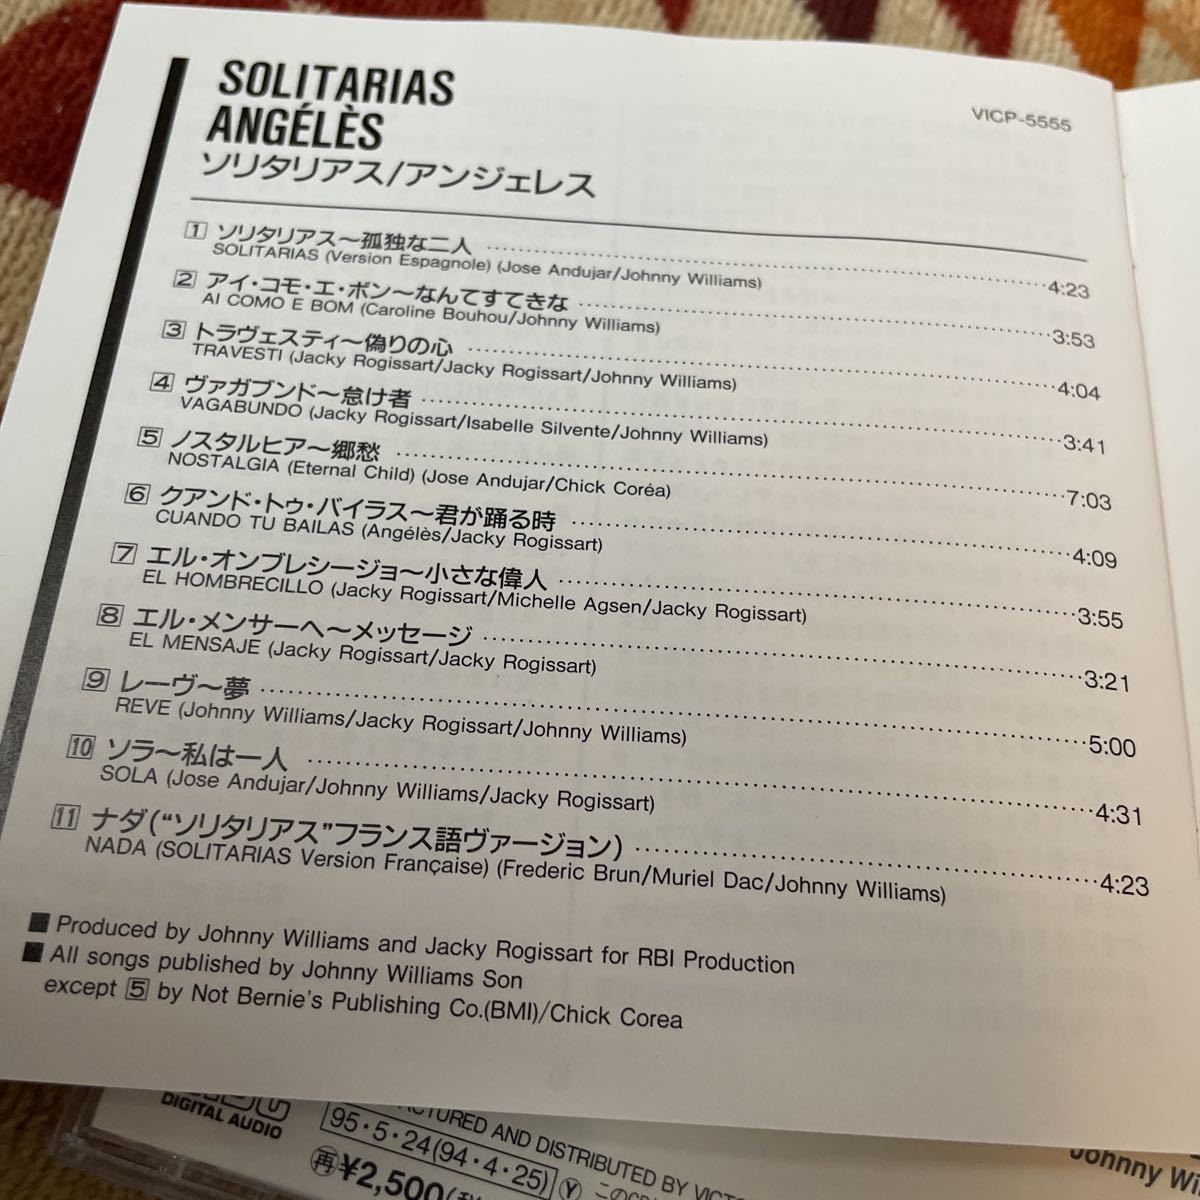 SOLITARIAS
ANGÉLÈS
ソリタリアス/アンジェレス
VICP-5555
1 ソリタリアス〜孤独な二人 4:23
SOLITARIAS (Version Espagnole) (Jose Andujar/Johnny Williams)
2 アイ・コモ・エ・ボン〜なんてすてきな 3:53
AI COMO E BOM (Caroline Bouhou/Johnny Williams)
3 トラヴェスティ〜偽りの心 4:04
TRAVESTI (Jacky Rogissart/Jacky Rogissart/Johnny Williams)
4 ヴァガブンド〜怠け者 3:41
VAGABUNDO (Jacky Rogissart/Isabelle Silvente/Johnny Williams)
5 ノスタルヒア〜郷愁 7:03
NOSTALGIA (Eternal Child) (Jose Andujar/Chick Coréa)
6 クアンド・トゥ・バイラス〜君が踊る時 4:09
CUANDO TU BAILAS (Angélès/Jacky Rogissart)
7 エル・オンブレシージョ〜小さな偉人 3:55
EL HOMBRECILLO (Jacky Rogissart/Michelle Agsen/Jacky Rogissart)
8 エル・メンサーヘ〜メッセージ 3:21
EL MENSAJE (Jacky Rogissart/Jacky Rogissart)
9 レーヴ〜夢 5:00
REVE (Johnny Williams/Jacky Rogissart/Johnny Williams)
10 ソラ〜私は一人 4:31
SOLA (Jose Andujar/Johnny Williams/Jacky Rogissart)
11 ナダ(“ソリタリアス”フランス語ヴァージョン) 4:23
NADA (SOLITARIAS Version Française) (Frederic Brun/Muriel Dac/Johnny Williams)
■ Produced by Johnny Williams and Jacky Rogissart for RBI Production
■ All songs published by Johnny Williams Son
except 5 by Not Bernie's Publishing Co.(BMI)/Chick Corea
DIGITAL AUDIO
AND DISTRIBUTED BY
95・5・24(94・4・25)
再 ¥2,500
Johnny